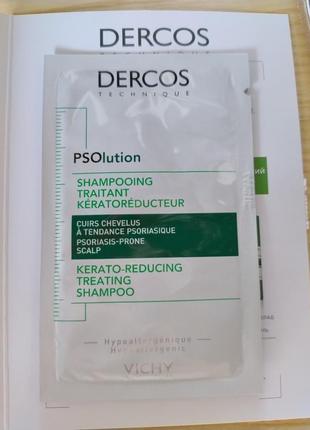 DERCOS
DERCOS
TECHNIQUE
PSOlution
SHAMPOOING
TRAITANT
KÉRATORÉDUCTEUR
CUIRS CHEVELUS
À TENDANCE PSORIASIQUE
PSORIASIS-PRONE
SCALP
KERATO-REDUCING
TREATING
SHAMPOO
Hypoallergénique
Hypoallergenic
VICHY